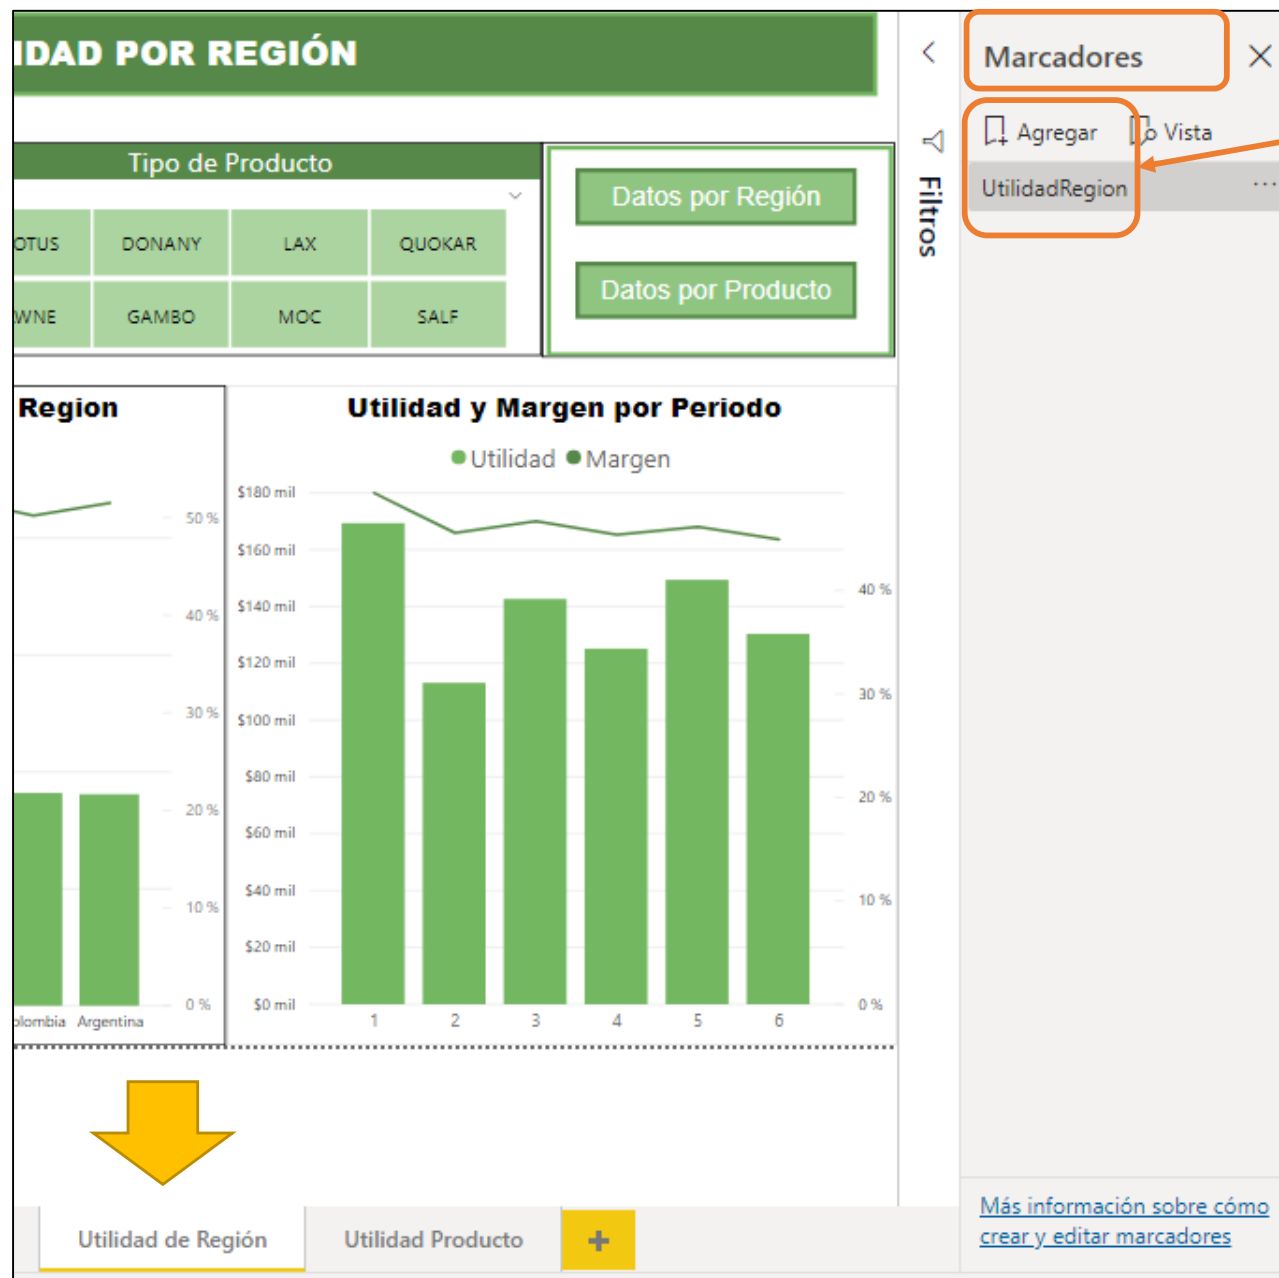 IDAD POR REGIÓN
Marcadores
Agregar
Vista
UtilidadRegion
Filtros
Tipo de Producto
OTUS
DONANY
LAX
QUOKAR
WNE
GAMBO
MOC
SALF
Datos por Región
Datos por Producto
Region
50 %
40 %
30 %
20 %
10 %
0 %
olombia Argentina
Utilidad y Margen por Periodo
Utilidad Margen
$180 mil
$160 mil
$140 mil
$120 mil
$100 mil
$80 mil
$60 mil
$40 mil
$20 mil
$0 mil
40 %
30 %
20 %
10 %
0 %
1 2 3 4 5 6
Utilidad de Región
Utilidad Producto
Más información sobre cómo
crear y editar marcadores